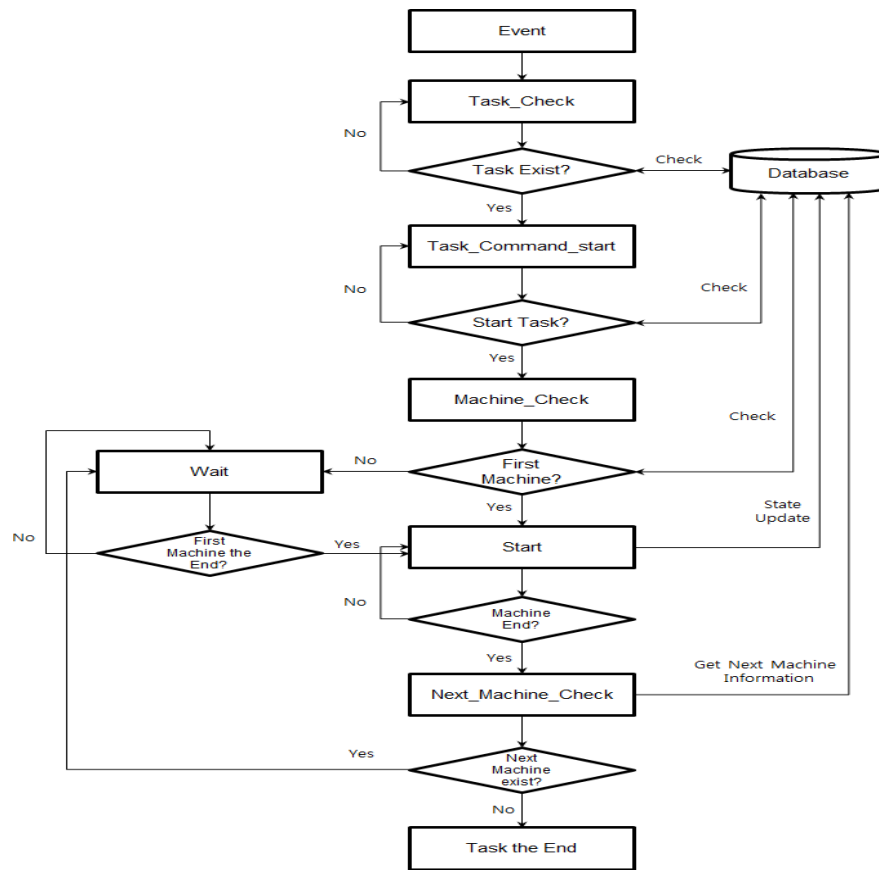 Event
Task_Check
No
Task Exist?
Check
Database
Yes
Task_Command_start
No
Check
Start Task?
Yes
Machine_Check
Check
No
First
Machine?
Wait
Yes
State
Update
No
First
Machine the
End?
Yes
Start
No
Machine
End?
Yes
Get Next Machine
Information
Next_Machine_Check
Yes
Next
Machine
exist?
No
Task the End